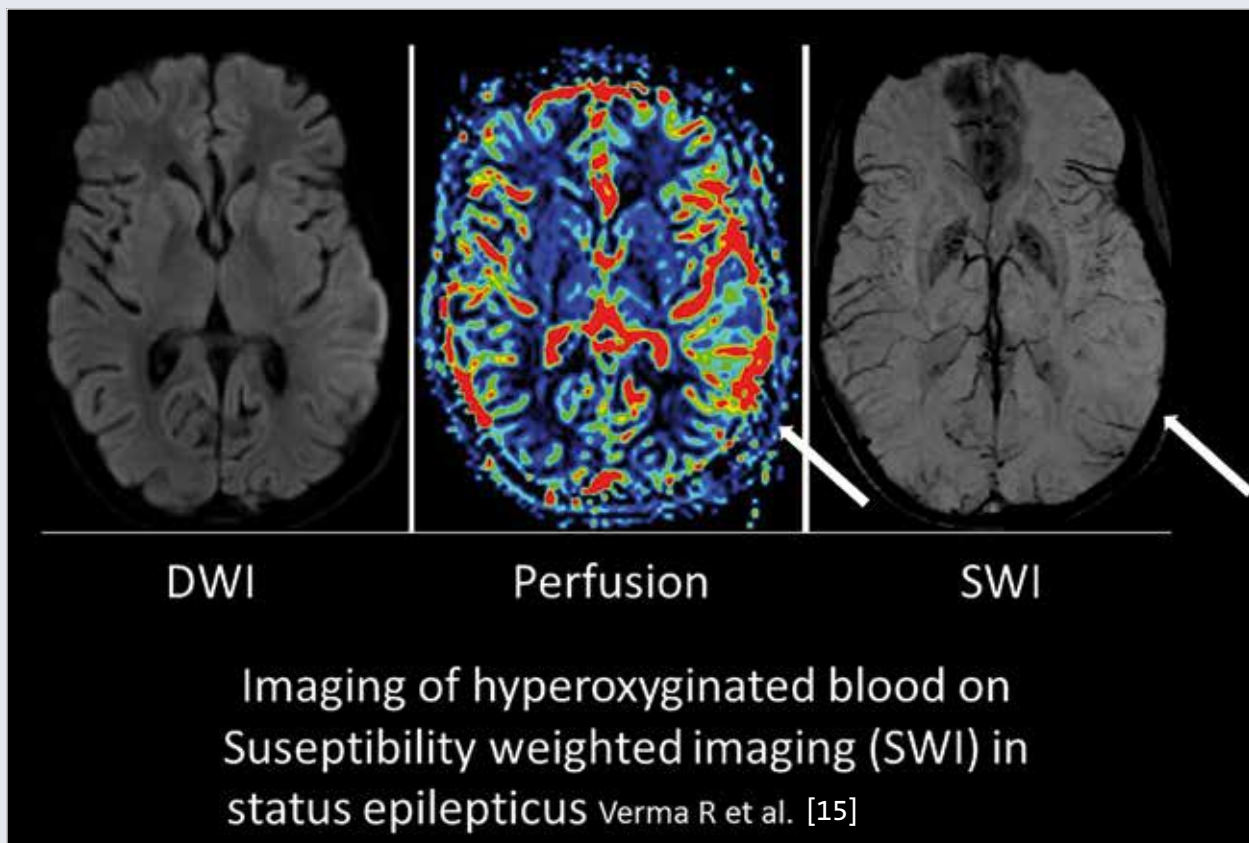 DWI
Perfusion
SWI
Imaging of hyperoxyginated blood on
Suseptibility weighted imaging (SWI) in
status epilepticus Verma R et al. [15]